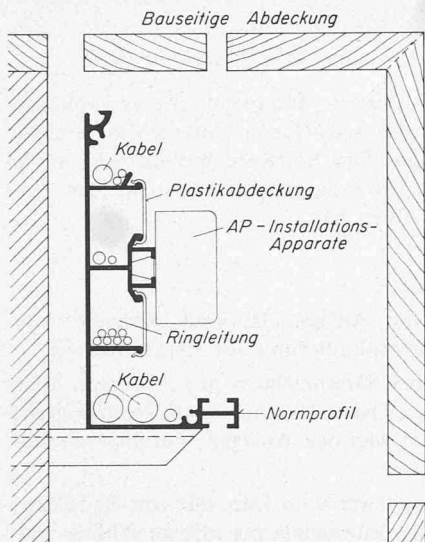 Bauseitige Abdeckung
Kabel
Plastikabdeckung
AP-Installations-
Apparate
Ringleitung
Kabel
Normprofil